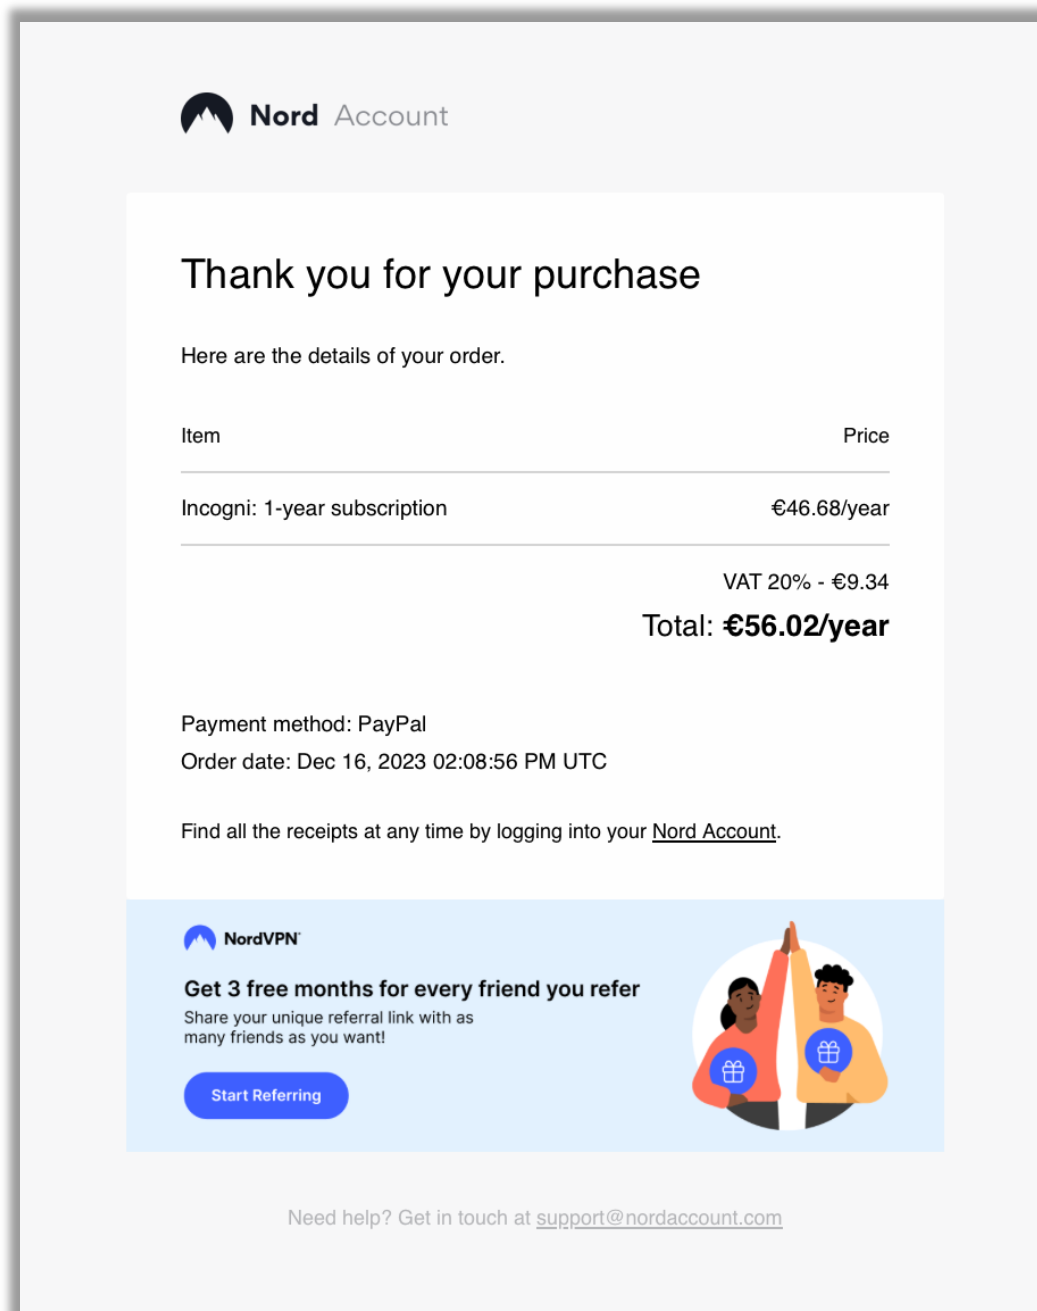 Nord Account
Thank you for your purchase
Here are the details of your order.
Item Price
Incogni: 1-year subscription €46.68/year
VAT 20% - €9.34
Total: €56.02/year
Payment method: PayPal
Order date: Dec 16, 2023 02:08:56 PM UTC
Find all the receipts at any time by logging into your Nord Account.
NordVPN
Get 3 free months for every friend you refer
Share your unique referral link with as
many friends as you want!
Start Referring
Need help? Get in touch at support@nordaccount.com